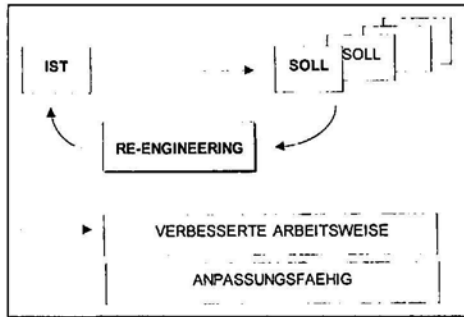 IST
SOLL
SOLL
RE-ENGINEERING
VERBESSERTE ARBEITSWEISE
ANPASSUNGSFAEHIG